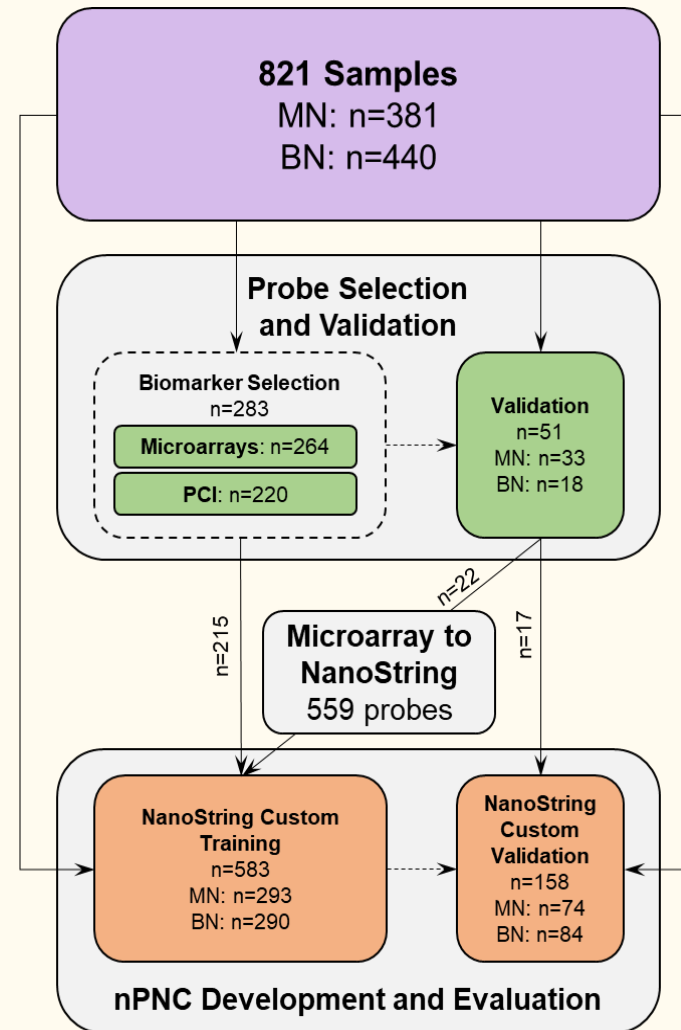 821 Samples
MN: n=381
BN: n=440
Probe Selection
and Validation
Biomarker Selection
n=283
Microarrays: n=264
PCI: n=220
Validation
n=51
MN: n=33
BN: n=18
n=215
n=22
n=17
Microarray to
NanoString
559 probes
NanoString Custom
Training
n=583
MN: n=293
BN: n=290
NanoString
Custom
Validation
n=158
MN: n=74
BN: n=84
nPNC Development and Evaluation